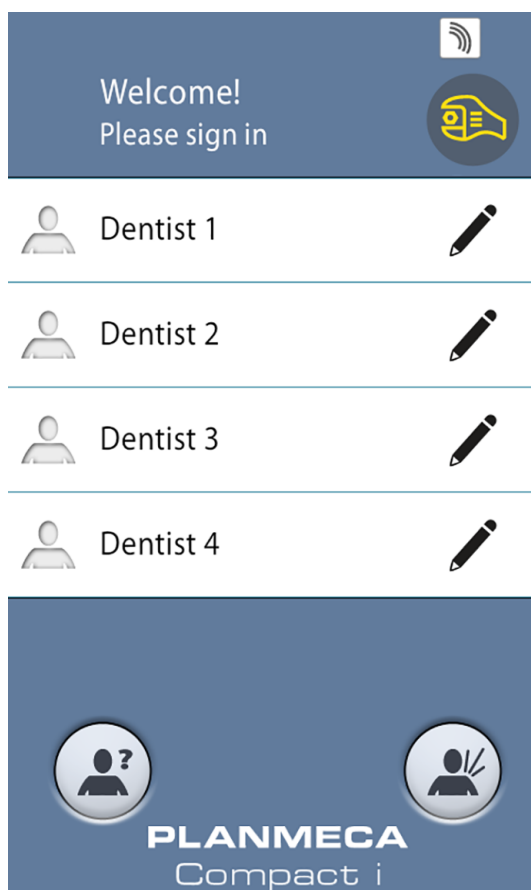 Welcome!
Please sign in
Dentist 1
Dentist 2
Dentist 3
Dentist 4
?
PLANMECA
Compact i